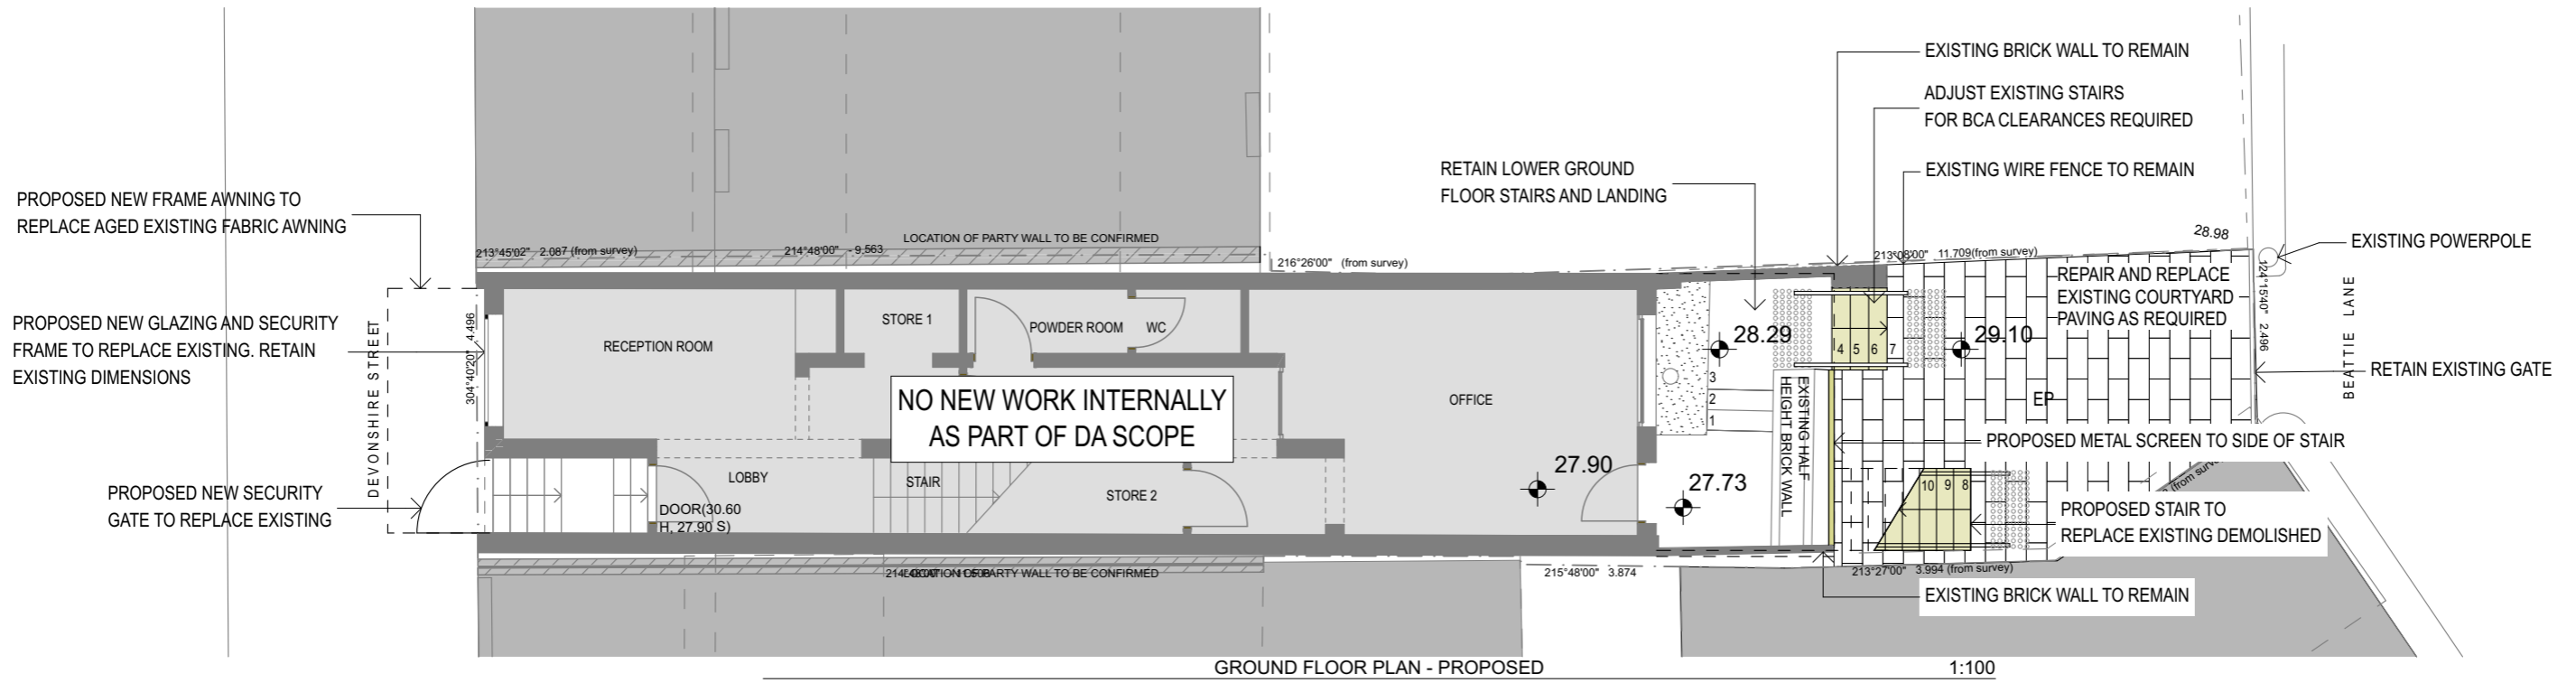 EXISTING BRICK WALL TO REMAIN
ADJUST EXISTING STAIRS
FOR BCA CLEARANCES REQUIRED
RETAIN LOWER GROUND
FLOOR STAIRS AND LANDING
EXISTING WIRE FENCE TO REMAIN
PROPOSED NEW FRAME AWNING TO
REPLACE AGED EXISTING FABRIC AWNING
LOCATION OF PARTY WALL TO BE CONFIRMED
213°45'02" 2.087 (from survey)
214°48'00" - 9.563
216°26'00" (from survey)
213°08'00" 11.709(from survey)
28.98
EXISTING POWERPOLE
REPAIR AND REPLACE
EXISTING COURTYARD
PAVING AS REQUIRED
124°15'40" 2.496
BEATTIE LANE
PROPOSED NEW GLAZING AND SECURITY
FRAME TO REPLACE EXISTING. RETAIN
EXISTING DIMENSIONS
DEVONSHIRE STREET
304°40'20" 4.496
RECEPTION ROOM
STORE 1
POWDER ROOM
WC
28.29
4 5 6 7
29.10
RETAIN EXISTING GATE
NO NEW WORK INTERNALLY
AS PART OF DA SCOPE
OFFICE
3
2
1
EXISTING HALF
HEIGHT BRICK WALL
EP
PROPOSED METAL SCREEN TO SIDE OF STAIR
(from
27.90
27.73
10 9 8
LOBBY
STAIR
STORE 2
DOOR(30.60
H, 27.90 S)
PROPOSED NEW SECURITY
GATE TO REPLACE EXISTING
PROPOSED STAIR TO
REPLACE EXISTING DEMOLISHED
PARTY WALL TO BE CONFIRMED
215°48'00" 3.874
213°27'00" 3.994 (from survey)
EXISTING BRICK WALL TO REMAIN
GROUND FLOOR PLAN - PROPOSED
1:100